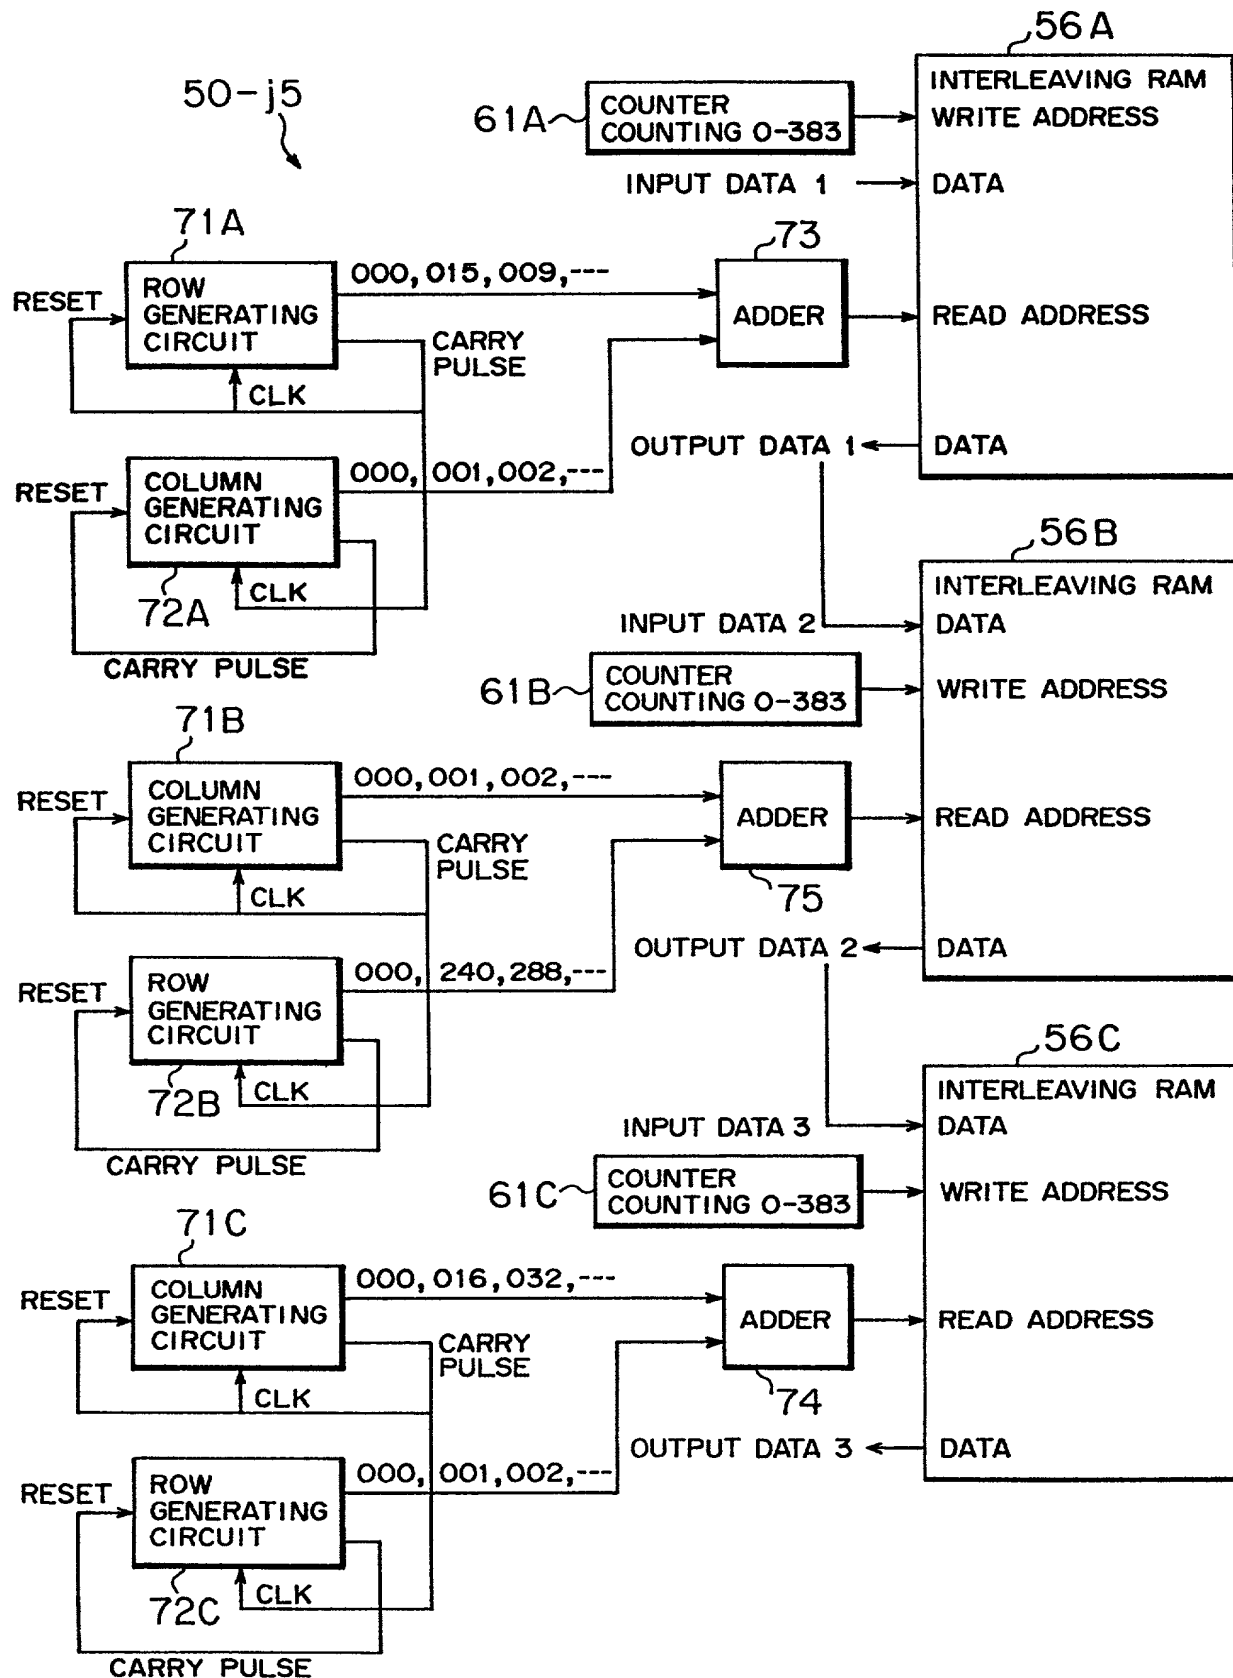 50-j5
56A
INTERLEAVING RAM
61A
COUNTER
COUNTING 0-383
WRITE ADDRESS
INPUT DATA 1
DATA
71A
73
RESET
ROW
GENERATING
CIRCUIT
000, 015, 009, ---
CARRY
PULSE
CLK
ADDER
READ ADDRESS
OUTPUT DATA 1
DATA
RESET
COLUMN
GENERATING
CIRCUIT
000, 001, 002, ---
CLK
72A
CARRY PULSE
56B
INTERLEAVING RAM
INPUT DATA 2
DATA
61B
COUNTER
COUNTING 0-383
WRITE ADDRESS
71B
RESET
COLUMN
GENERATING
CIRCUIT
000, 001, 002, ---
CARRY
PULSE
CLK
ADDER
75
READ ADDRESS
OUTPUT DATA 2
DATA
RESET
ROW
GENERATING
CIRCUIT
000, 240, 288, ---
CLK
72B
CARRY PULSE
56C
INTERLEAVING RAM
INPUT DATA 3
DATA
61C
COUNTER
COUNTING 0-383
WRITE ADDRESS
71C
RESET
COLUMN
GENERATING
CIRCUIT
000, 016, 032, ---
CARRY
PULSE
CLK
ADDER
74
READ ADDRESS
OUTPUT DATA 3
DATA
RESET
ROW
GENERATING
CIRCUIT
000, 001, 002, ---
CLK
72C
CARRY PULSE